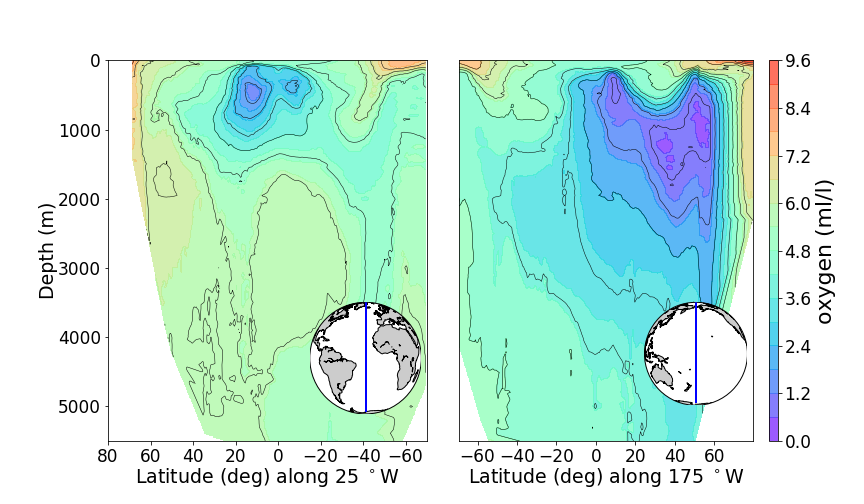 0
1000
2000
3000
4000
5000
Depth (m)
80 60 40 20 0 −20 −40 −60
Latitude (deg) along 25 °W
−60 −40 −20 0 20 40 60
Latitude (deg) along 175 °W
9.6
8.4
7.2
6.0
4.8
3.6
2.4
1.2
0.0
oxygen (ml/l)